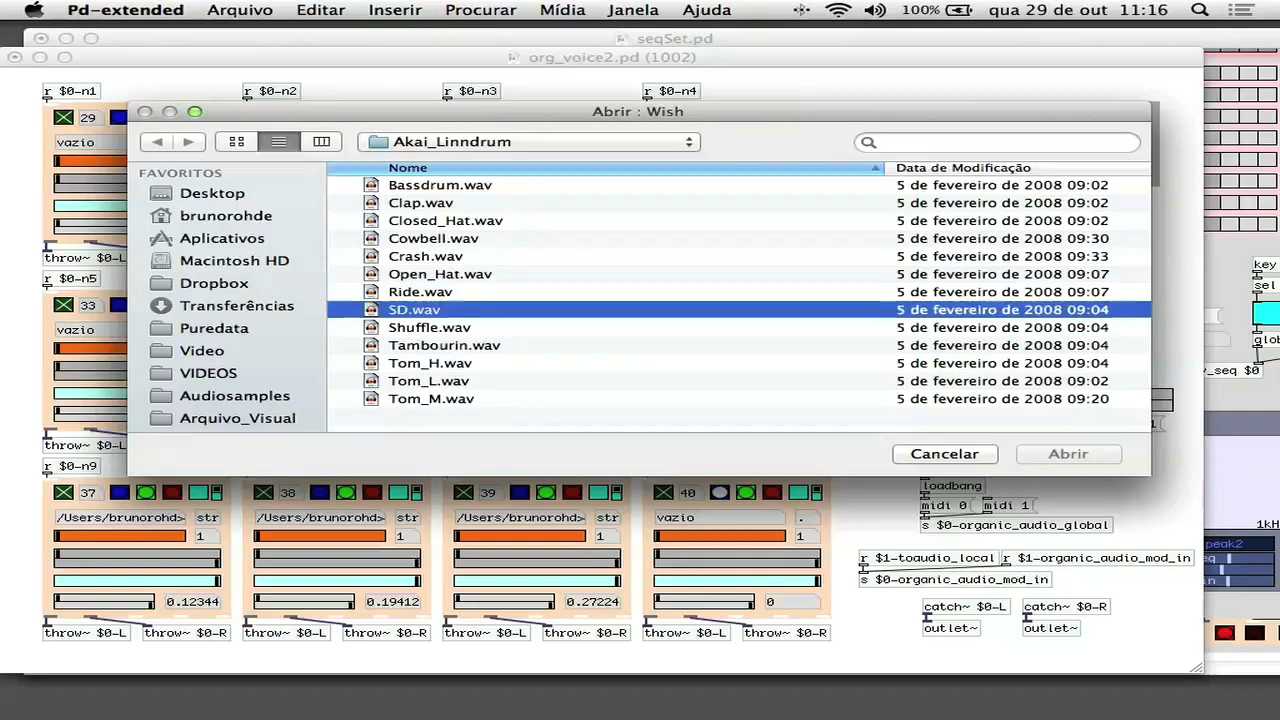 Pd-extended Arquivo Editar Inserir Procurar Mídia Janela Ajuda 100% qua 29 de out 11:16
seqSet.pd
org_voice2.pd (1002)
r $0-n1 r $0-n2 r $0-n3 r $0-n4
Abrir : Wish
29
vazio
Akai_Linndrum
FAVORITOS
Desktop
brunorohde
Aplicativos
Macintosh HD
Dropbox
Transferências
Puredata
Video
VIDEOS
Audiosamples
Arquivo_Visual
Nome Data de Modificação
Bassdrum.wav 5 de fevereiro de 2008 09:02
Clap.wav 5 de fevereiro de 2008 09:02
Closed_Hat.wav 5 de fevereiro de 2008 09:02
Cowbell.wav 5 de fevereiro de 2008 09:30
Crash.wav 5 de fevereiro de 2008 09:33
Open_Hat.wav 5 de fevereiro de 2008 09:07
Ride.wav 5 de fevereiro de 2008 09:07
SD.wav 5 de fevereiro de 2008 09:04
Shuffle.wav 5 de fevereiro de 2008 09:04
Tambourin.wav 5 de fevereiro de 2008 09:04
Tom_H.wav 5 de fevereiro de 2008 09:04
Tom_L.wav 5 de fevereiro de 2008 09:02
Tom_M.wav 5 de fevereiro de 2008 09:20
Cancelar Abrir
throw~ $0-L
r $0-n5
33
vazio
throw~ $0-L
r $0-n9
key
sel
glo
y_seq $0
37 38 39 40
/Users/brunorohd> str /Users/brunorohd> str /Users/brunorohd> str vazio .
1 1 1 1
0.12344 0.19412 0.27224 0
throw~ $0-L throw~ $0-R throw~ $0-L throw~ $0-R throw~ $0-L throw~ $0-R throw~ $0-L throw~ $0-R
loadbang
midi 0 midi 1
s $0-organic_audio_global
r $1-toaudio_local r $1-organic_audio_mod_in
s $0-organic_audio_mod_in
catch~ $0-L catch~ $0-R
outlet~ outlet~
1kH
peak2